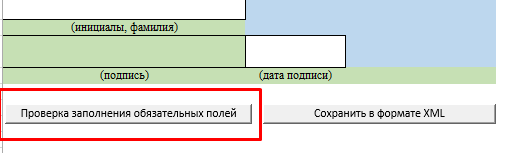 (инициалы, фамилия)
(подпись) (дата подписи)
Проверка заполнения обязательных полей Сохранить в формате XML